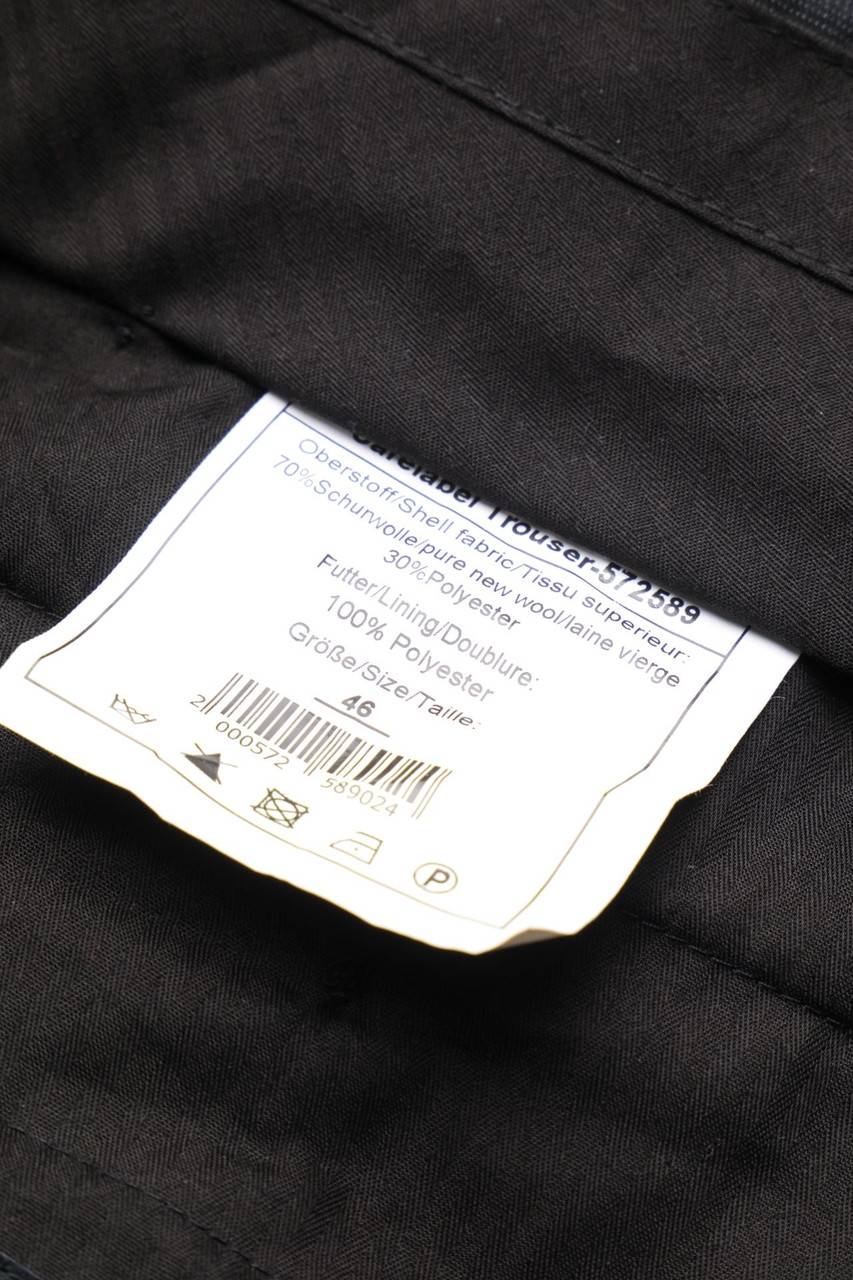 Carelabel Trouser-572589
Oberstoff/Shell fabric/Tissu superieur:
70%Schurwolle/pure new wool/laine vierge
30%Polyester
Futter/Lining/Doublure:
100% Polyester
Größe/Size/Taille:
46
2 000572 589024
P